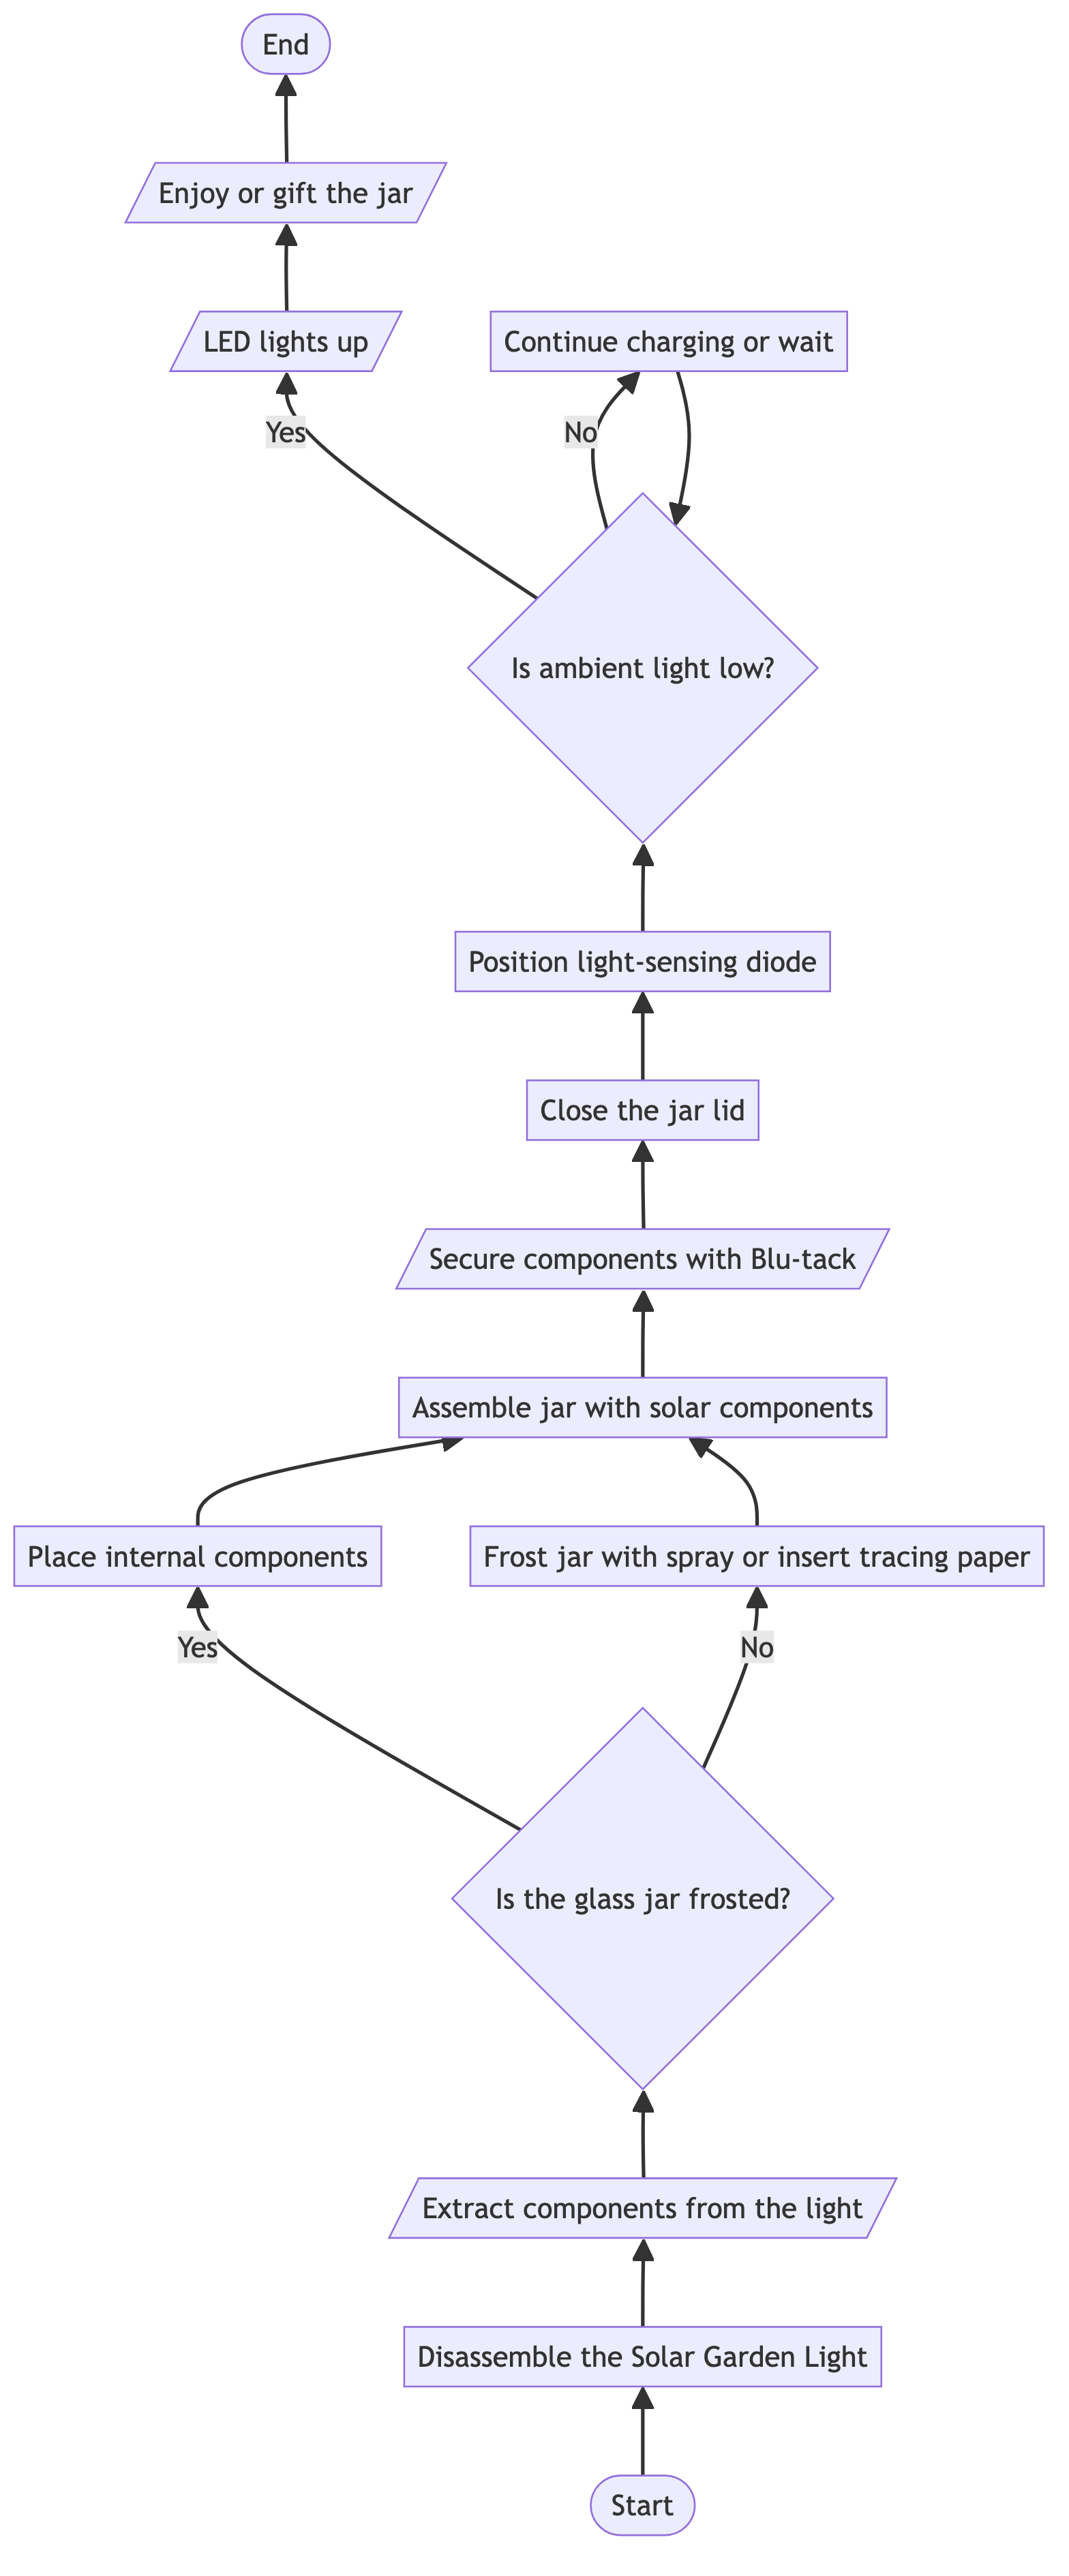 End
Enjoy or gift the jar
LED lights up
Continue charging or wait
Yes
No
Is ambient light low?
Position light-sensing diode
Close the jar lid
Secure components with Blu-tack
Assemble jar with solar components
Place internal components
Frost jar with spray or insert tracing paper
Yes
No
Is the glass jar frosted?
Extract components from the light
Disassemble the Solar Garden Light
Start